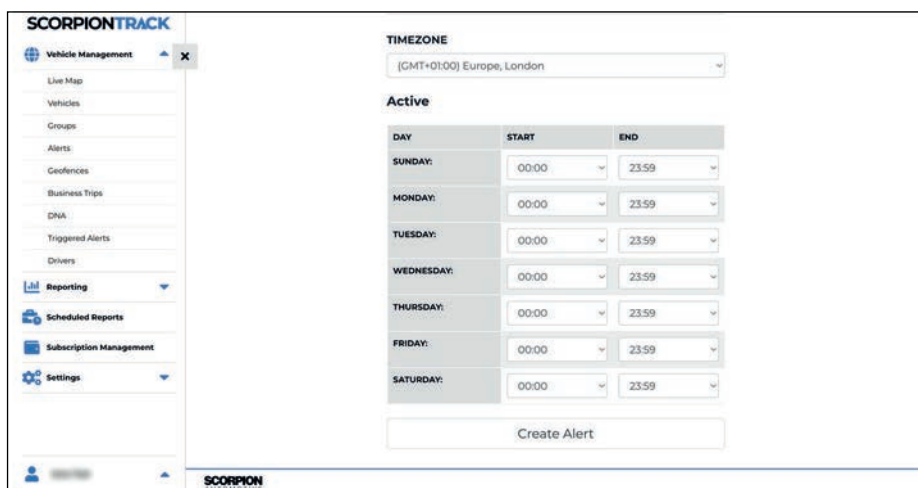 SCORPIONTRACK
Vehicle Management
Live Map
Vehicles
Groups
Alerts
Geofences
Business Trips
DNA
Triggered Alerts
Drivers
Reporting
Scheduled Reports
Subscription Management
Settings
TIMEZONE
(GMT+01:00) Europe, London
Active
DAY START END
SUNDAY: 00:00 23:59
MONDAY: 00:00 23:59
TUESDAY: 00:00 23:59
WEDNESDAY: 00:00 23:59
THURSDAY: 00:00 23:59
FRIDAY: 00:00 23:59
SATURDAY: 00:00 23:59
Create Alert
SCORPION